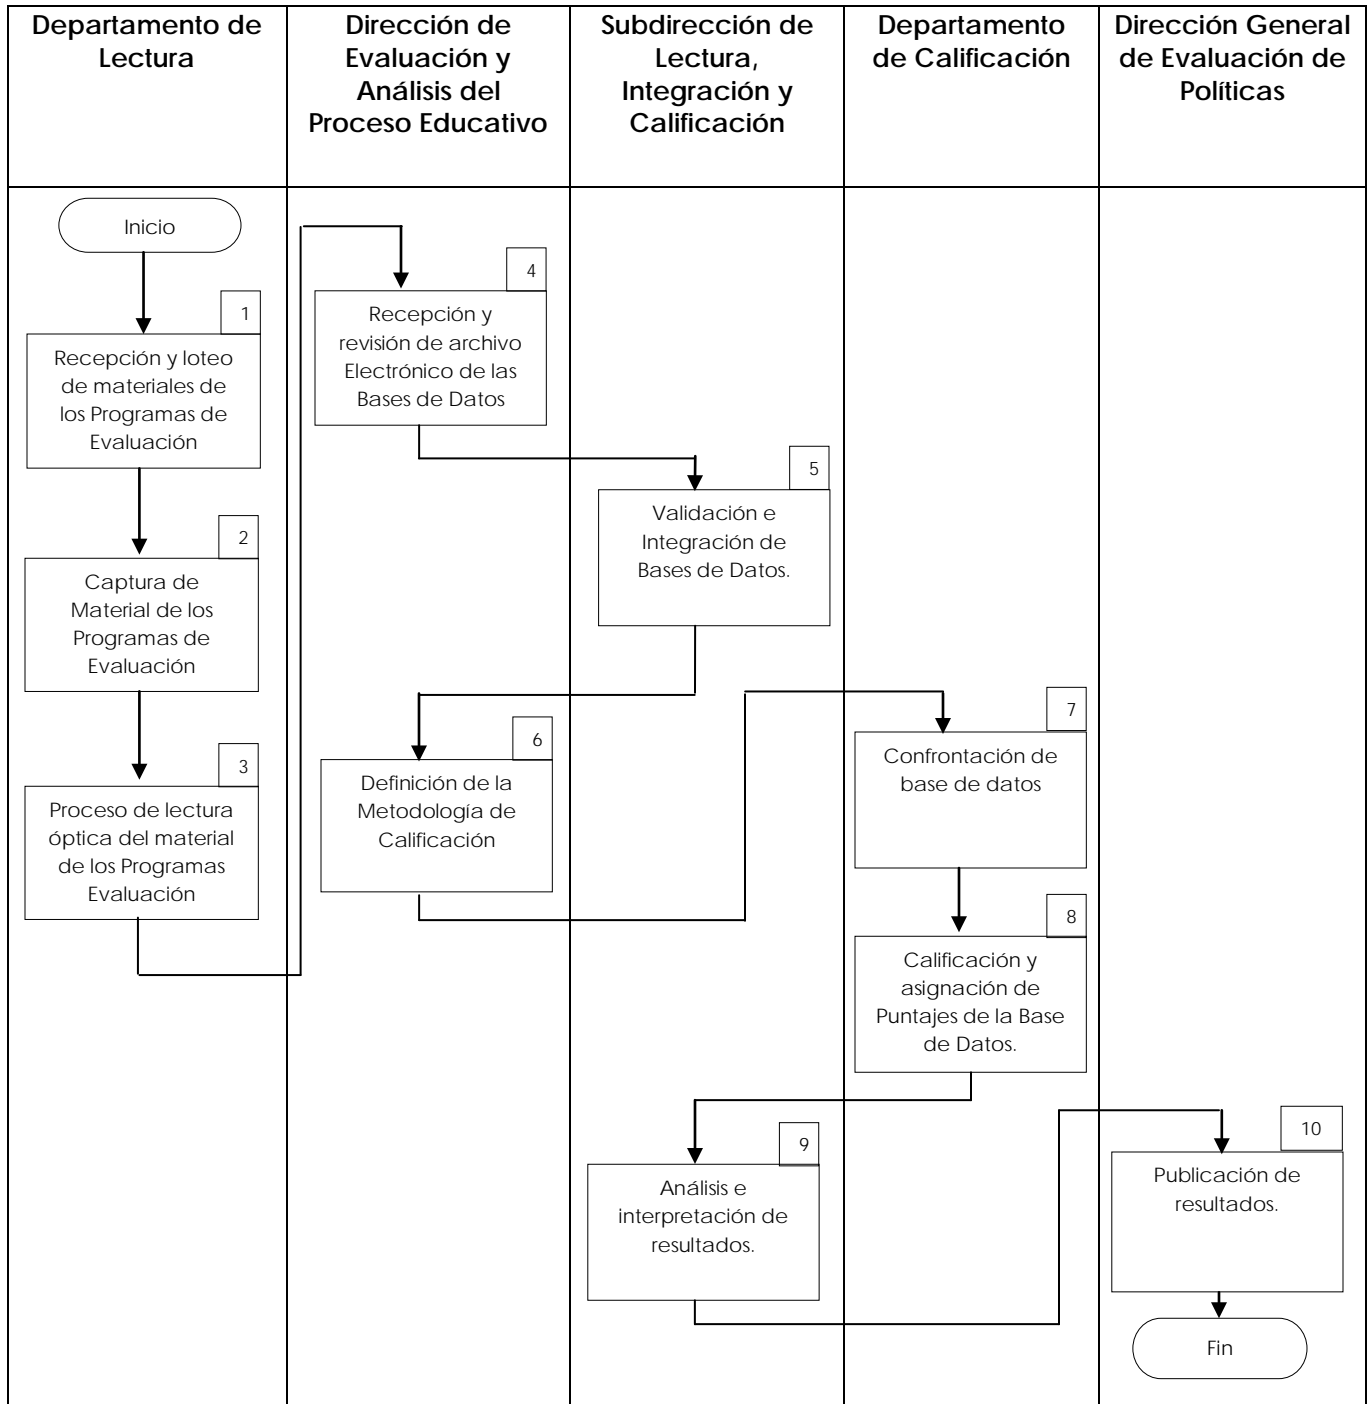 Departamento de
Lectura
Dirección de
Evaluación y
Análisis del
Proceso Educativo
Subdirección de
Lectura,
Integración y
Calificación
Departamento
de Calificación
Dirección General
de Evaluación de
Políticas
Inicio
1
Recepción y loteo
de materiales de
los Programas de
Evaluación
2
Captura de
Material de los
Programas de
Evaluación
3
Proceso de lectura
óptica del material
de los Programas
Evaluación
4
Recepción y
revisión de archivo
Electrónico de las
Bases de Datos
5
Validación e
Integración de
Bases de Datos.
6
Definición de la
Metodología de
Calificación
7
Confrontación de
base de datos
8
Calificación y
asignación de
Puntajes de la Base
de Datos.
9
Análisis e
interpretación de
resultados.
10
Publicación de
resultados.
Fin